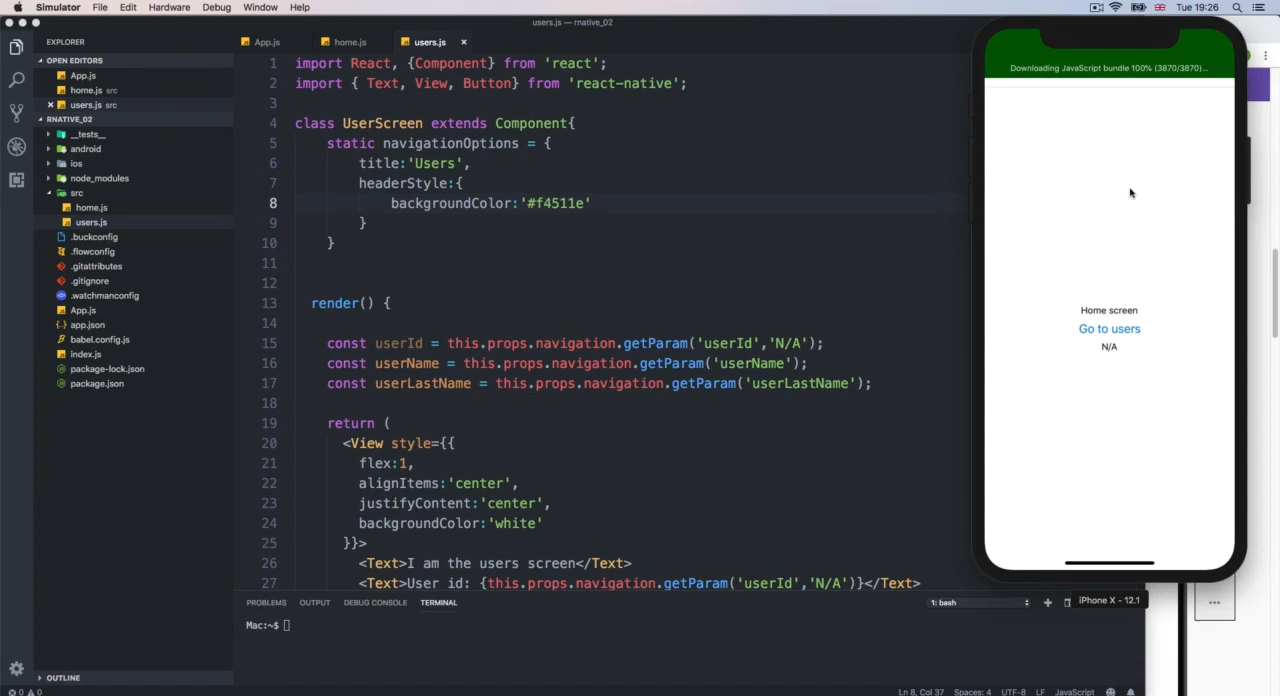 Simulator File Edit Hardware Debug Window Help Tue 19:26
users.js — rnative_02
EXPLORER
OPEN EDITORS
App.js
home.js src
users.js src
RNATIVE_02
__tests__
android
ios
node_modules
src
home.js
users.js
.buckconfig
.flowconfig
.gitattributes
.gitignore
.watchmanconfig
App.js
app.json
babel.config.js
index.js
package-lock.json
package.json
OUTLINE
App.js home.js users.js
1 import React, {Component} from 'react';
2 import { Text, View, Button} from 'react-native';
3
4 class UserScreen extends Component{
5 static navigationOptions = {
6 title:'Users',
7 headerStyle:{
8 backgroundColor:'#f4511e'
9 }
10 }
11
12
13 render() {
14
15 const userId = this.props.navigation.getParam('userId','N/A');
16 const userName = this.props.navigation.getParam('userName');
17 const userLastName = this.props.navigation.getParam('userLastName');
18
19 return (
20 <View style={{
21 flex:1,
22 alignItems:'center',
23 justifyContent:'center',
24 backgroundColor:'white'
25 }}>
26 <Text>I am the users screen</Text>
27 <Text>User id: {this.props.navigation.getParam('userId','N/A')}</Text>
PROBLEMS OUTPUT DEBUG CONSOLE TERMINAL 1: bash
Mac:~$
Downloading JavaScript bundle 100% (3870/3870)...
Home screen
Go to users
N/A
iPhone X - 12.1
...
0 0 Ln 8, Col 37 Spaces: 4 UTF-8 LF JavaScript